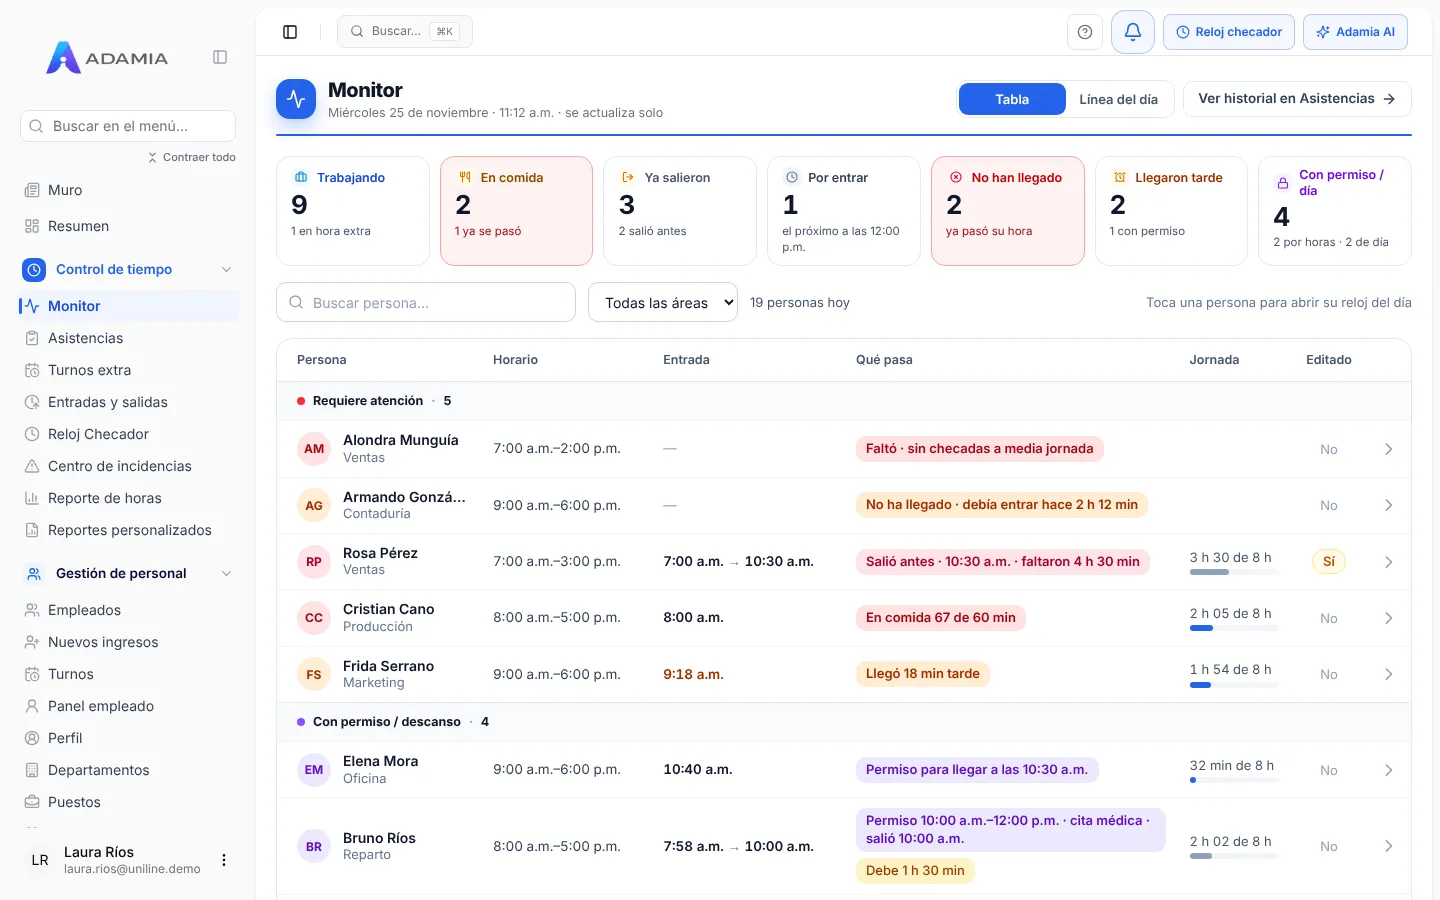 ADAMIA
Buscar en el menú...
Contraer todo
Muro
Resumen
Control de tiempo
Monitor
Asistencias
Turnos extra
Entradas y salidas
Reloj Checador
Centro de incidencias
Reporte de horas
Reportes personalizados
Gestión de personal
Empleados
Nuevos ingresos
Turnos
Panel empleado
Perfil
Departamentos
Puestos
LR
Laura Ríos
laura.rios@uniline.demo
Buscar... ⌘K
Reloj checador
Adamia AI
Monitor
Miércoles 25 de noviembre · 11:12 a.m. · se actualiza solo
Tabla
Línea del día
Ver historial en Asistencias
Trabajando
9
1 en hora extra
En comida
2
1 ya se pasó
Ya salieron
3
2 salió antes
Por entrar
1
el próximo a las 12:00
p.m.
No han llegado
2
ya pasó su hora
Llegaron tarde
2
1 con permiso
Con permiso /
día
4
2 por horas · 2 de día
Buscar persona...
Todas las áreas
19 personas hoy
Toca una persona para abrir su reloj del día
Persona Horario Entrada Qué pasa Jornada Editado
Requiere atención · 5
AM
Alondra Munguía
Ventas
7:00 a.m.–2:00 p.m.
—
Faltó · sin checadas a media jornada
No
AG
Armando Gonzá...
Contaduría
9:00 a.m.–6:00 p.m.
—
No ha llegado · debía entrar hace 2 h 12 min
No
RP
Rosa Pérez
Ventas
7:00 a.m.–3:00 p.m.
7:00 a.m. → 10:30 a.m.
Salió antes · 10:30 a.m. · faltaron 4 h 30 min
3 h 30 de 8 h
Sí
CC
Cristian Cano
Producción
8:00 a.m.–5:00 p.m.
8:00 a.m.
En comida 67 de 60 min
2 h 05 de 8 h
No
FS
Frida Serrano
Marketing
9:00 a.m.–6:00 p.m.
9:18 a.m.
Llegó 18 min tarde
1 h 54 de 8 h
No
Con permiso / descanso · 4
EM
Elena Mora
Oficina
9:00 a.m.–6:00 p.m.
10:40 a.m.
Permiso para llegar a las 10:30 a.m.
32 min de 8 h
No
BR
Bruno Ríos
Reparto
8:00 a.m.–5:00 p.m.
7:58 a.m. → 10:00 a.m.
Permiso 10:00 a.m.–12:00 p.m. · cita médica ·
salió 10:00 a.m.
Debe 1 h 30 min
2 h 02 de 8 h
No